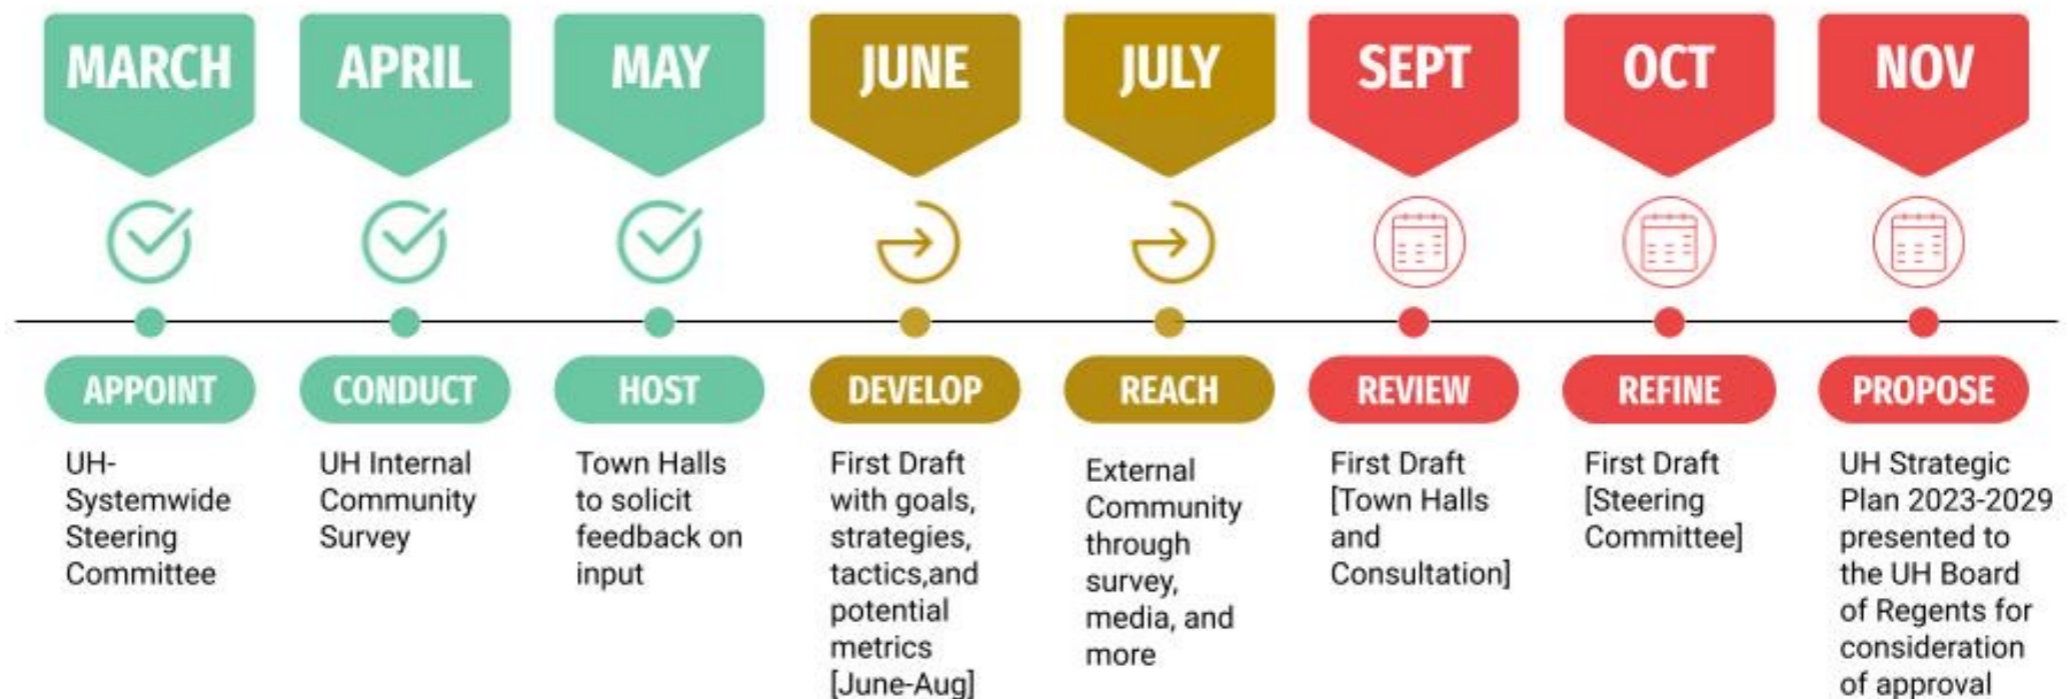 MARCH
APRIL
MAY
JUNE
JULY
SEPT
OCT
NOV
APPOINT
CONDUCT
HOST
DEVELOP
REACH
REVIEW
REFINE
PROPOSE
UH-
Systemwide
Steering
Committee
UH Internal
Community
Survey
Town Halls
to solicit
feedback on
input
First Draft
with goals,
strategies,
tactics,and
potential
metrics
[June-Aug]
External
Community
through
survey,
media, and
more
First Draft
[Town Halls
and
Consultation]
First Draft
[Steering
Committee]
UH Strategic
Plan 2023-2029
presented to
the UH Board
of Regents for
consideration
of approval